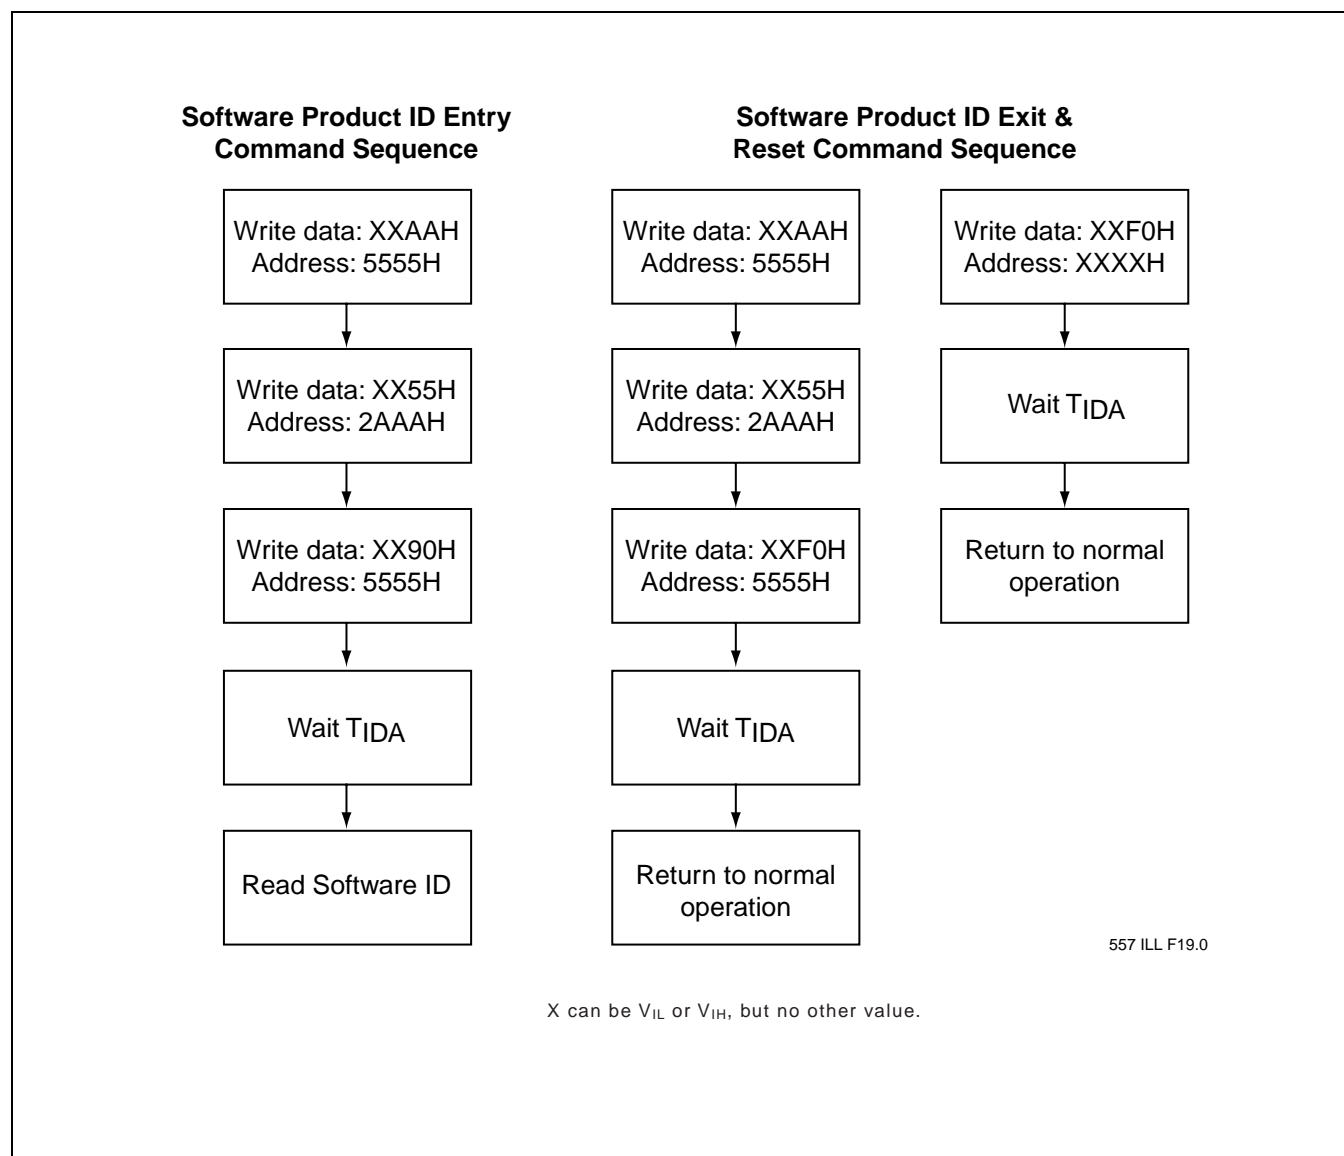 Software Product ID Entry
Command Sequence
Write data: XXAAH
Address: 5555H
Write data: XX55H
Address: 2AAAH
Write data: XX90H
Address: 5555H
Wait TIDA
Read Software ID
Software Product ID Exit &
Reset Command Sequence
Write data: XXAAH
Address: 5555H
Write data: XX55H
Address: 2AAAH
Write data: XXF0H
Address: 5555H
Wait TIDA
Return to normal
operation
Write data: XXF0H
Address: XXXXH
Wait TIDA
Return to normal
operation
557 ILL F19.0
X can be VIL or VIH, but no other value.